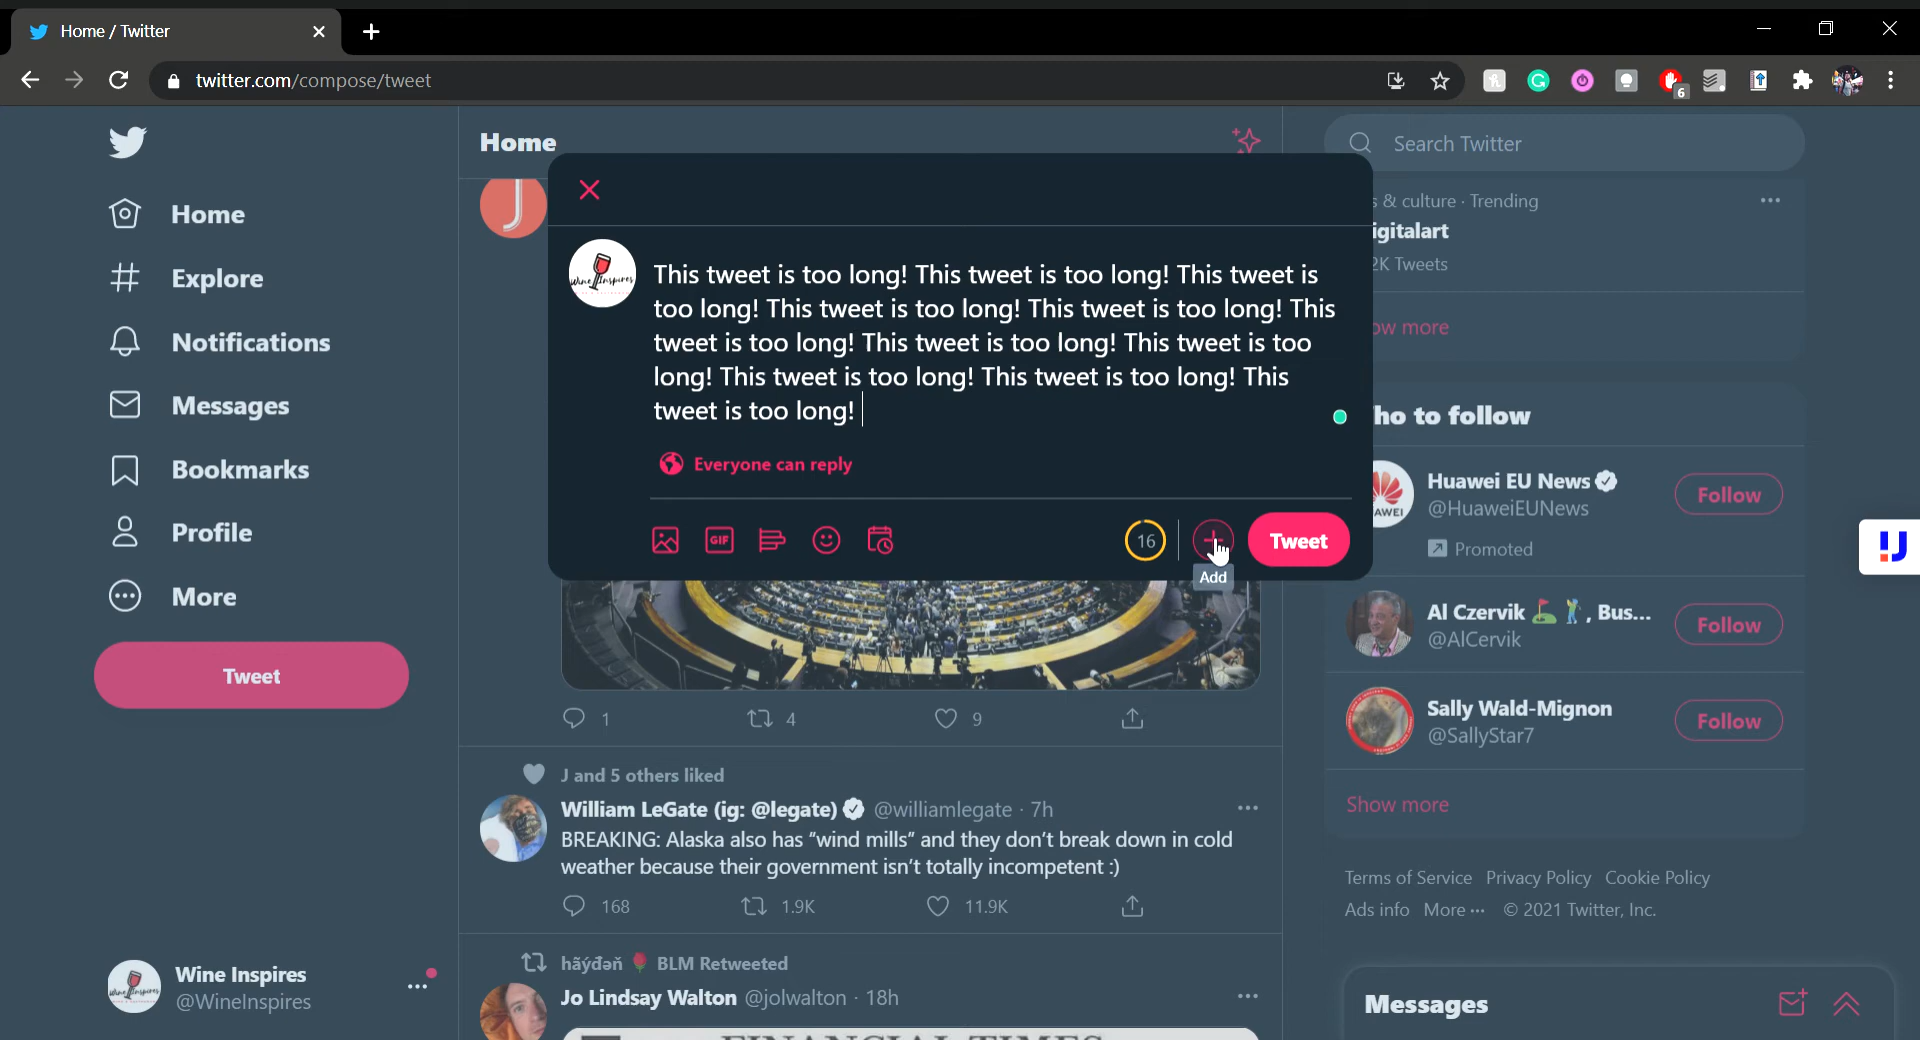 Home / Twitter
twitter.com/compose/tweet
6
Home
Explore
Notifications
Messages
Bookmarks
Profile
More
Tweet
Wine Inspires
@WineInspires
Home
J
This tweet is too long! This tweet is too long! This tweet is
too long! This tweet is too long! This tweet is too long! This
tweet is too long! This tweet is too long! This tweet is too
long! This tweet is too long! This tweet is too long! This
tweet is too long!
Everyone can reply
GIF
16
Tweet
Add
1
4
9
J and 5 others liked
William LeGate (ig: @legate) @williamlegate · 7h
BREAKING: Alaska also has “wind mills” and they don’t break down in cold
weather because their government isn’t totally incompetent :)
168
1.9K
11.9K
hãýđəň BLM Retweeted
Jo Lindsay Walton @jolwalton · 18h
FINANCIAL TIMES
Search Twitter
s & culture · Trending
igitalart
2K Tweets
ow more
ho to follow
AWEI
Huawei EU News
@HuaweiEUNews
Follow
Promoted
Al Czervik , Bus...
@AlCervik
Follow
Sally Wald-Mignon
@SallyStar7
Follow
Show more
Terms of Service Privacy Policy Cookie Policy
Ads info More ··· © 2021 Twitter, Inc.
Messages